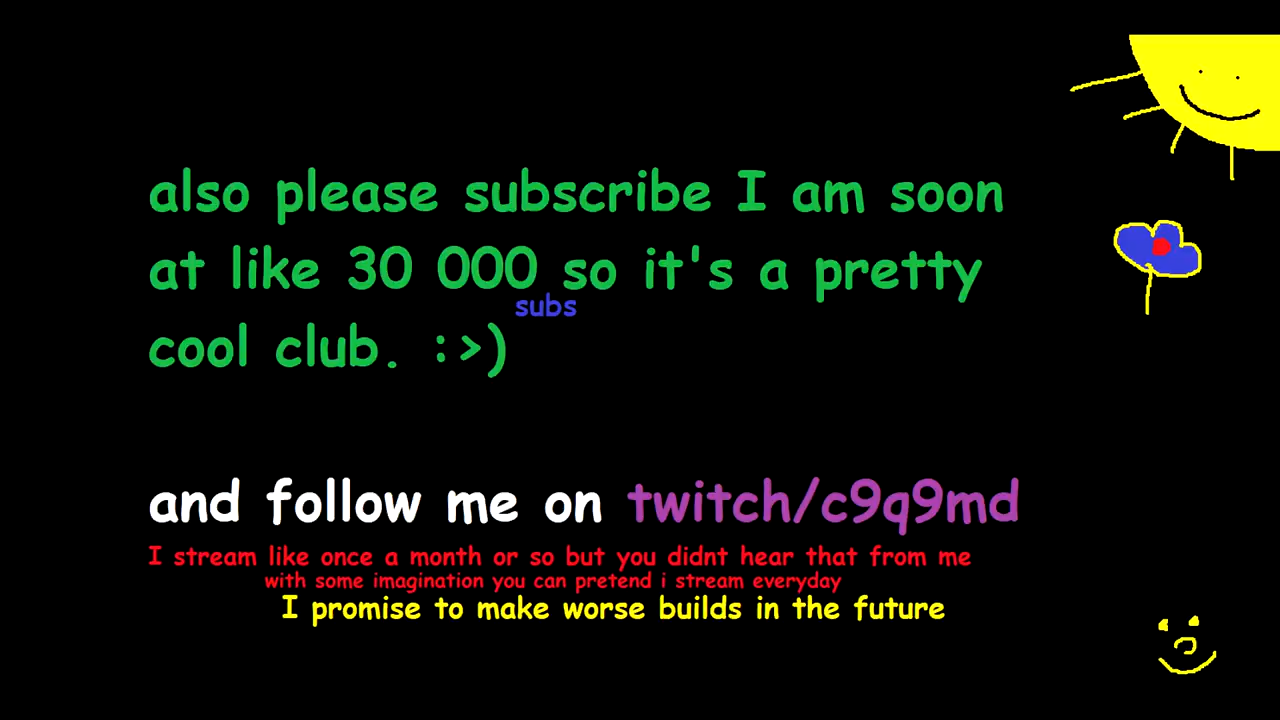 also please subscribe I am soon
at like 30 000 so it's a pretty
subs
cool club. :>)
and follow me on twitch/c9q9md
I stream like once a month or so but you didnt hear that from me
with some imagination you can pretend i stream everyday
I promise to make worse builds in the future